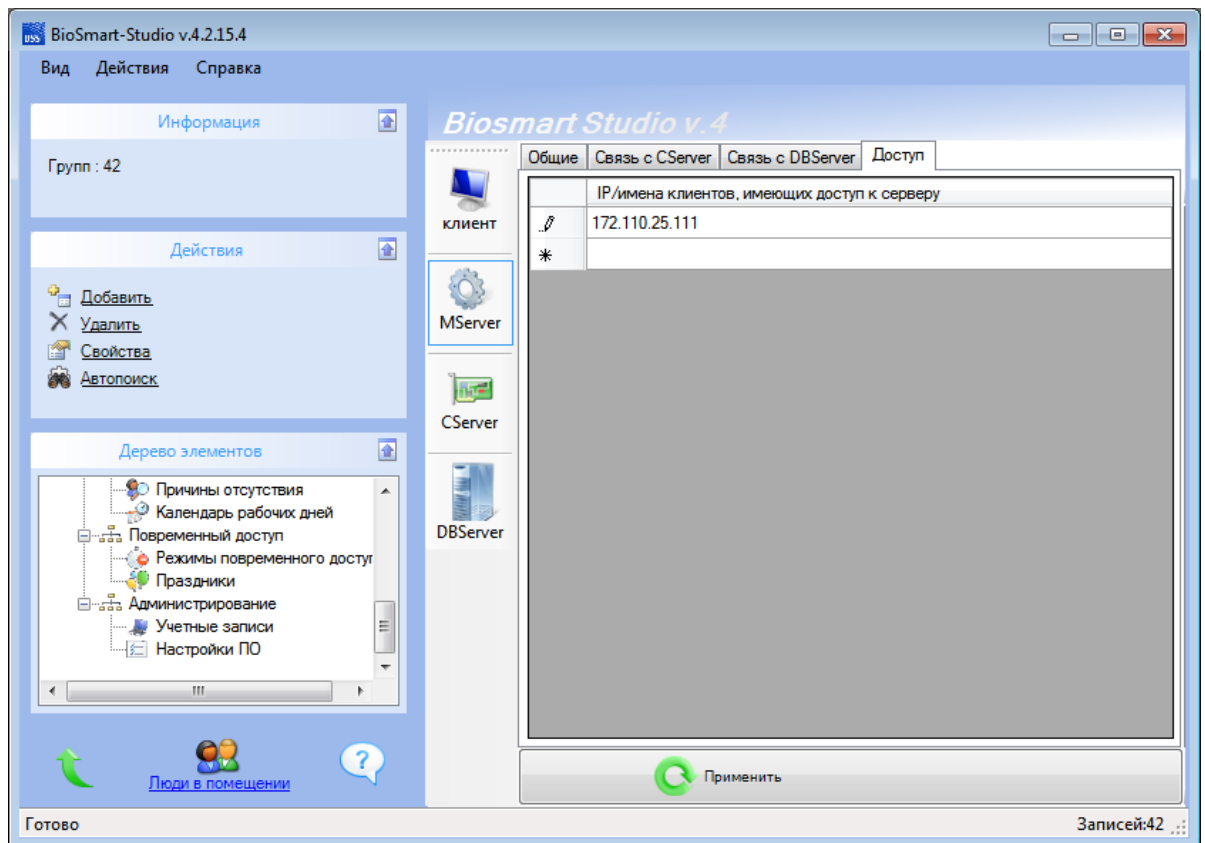 BioSmart-Studio v.4.2.15.4
Вид Действия Справка
Информация
Групп : 42
Действия
Добавить
Удалить
Свойства
Автопоиск
Дерево элементов
Причины отсутствия
Календарь рабочих дней
Повременный доступ
Режимы повременного доступ
Праздники
Администрирование
Учетные записи
Настройки ПО
Люди в помещении
Biosmart Studio v.4
клиент
MServer
CServer
DBServer
Общие Связь с CServer Связь с DBServer Доступ
IP/имена клиентов, имеющих доступ к серверу
172.110.25.111
Применить
Готово Записей:42